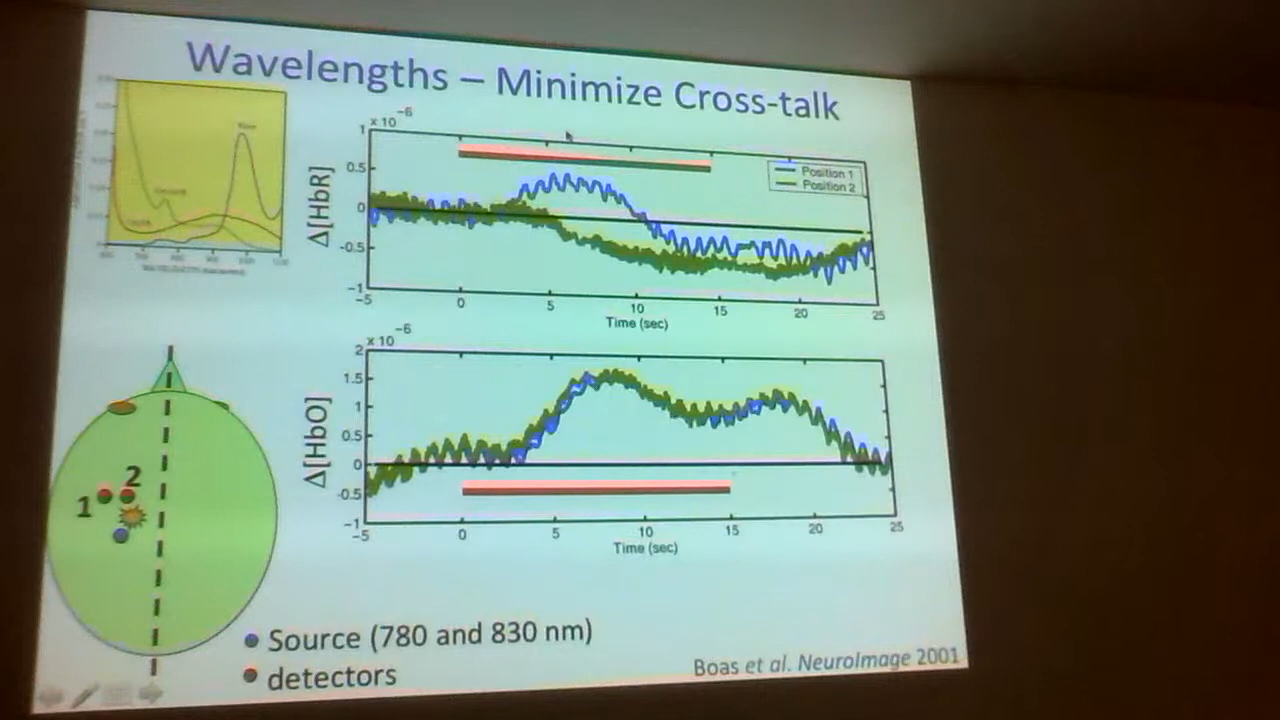 Wavelengths – Minimize Cross-talk
x 10⁻⁶
1
0.5
0
-0.5
-1
Δ[HbR]
Position 1
Position 2
-5 0 5 10 15 20 25
Time (sec)
x 10⁻⁶
2
1.5
1
0.5
0
-0.5
-1
Δ[HbO]
-5 0 5 10 15 20 25
Time (sec)
1
2
Source (780 and 830 nm)
detectors
Boas et al. NeuroImage 2001